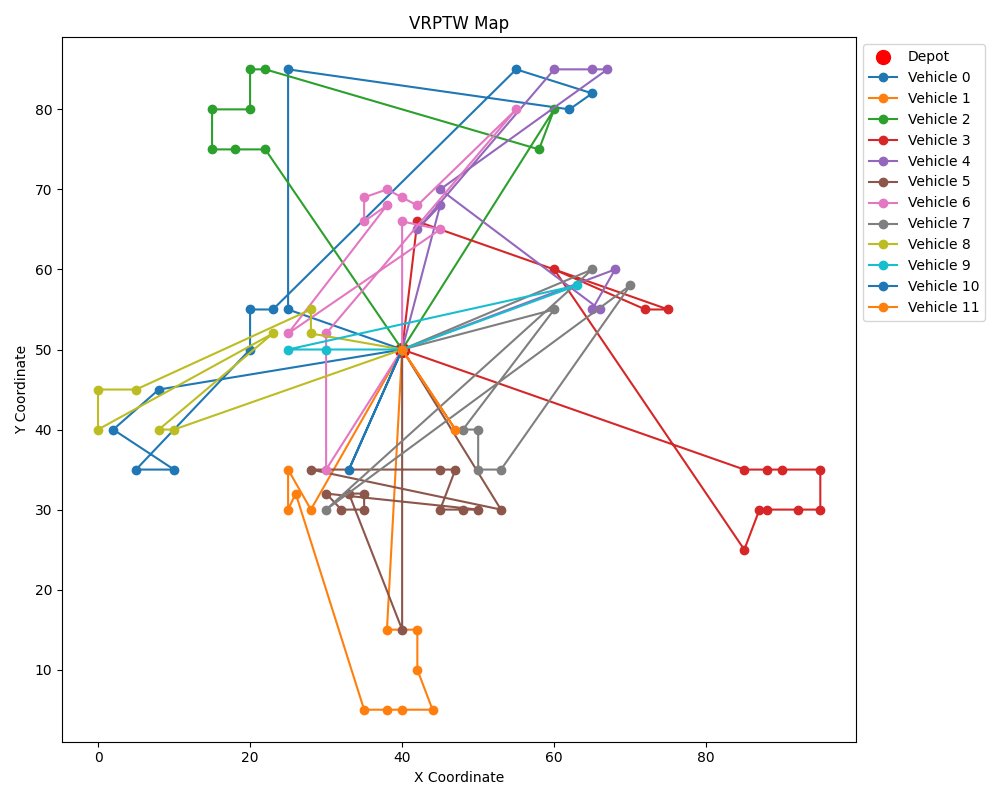 VRPTW Map
Y Coordinate
80
70
60
50
40
30
20
10
0
20
40
60
80
X Coordinate
Depot
Vehicle 0
Vehicle 1
Vehicle 2
Vehicle 3
Vehicle 4
Vehicle 5
Vehicle 6
Vehicle 7
Vehicle 8
Vehicle 9
Vehicle 10
Vehicle 11